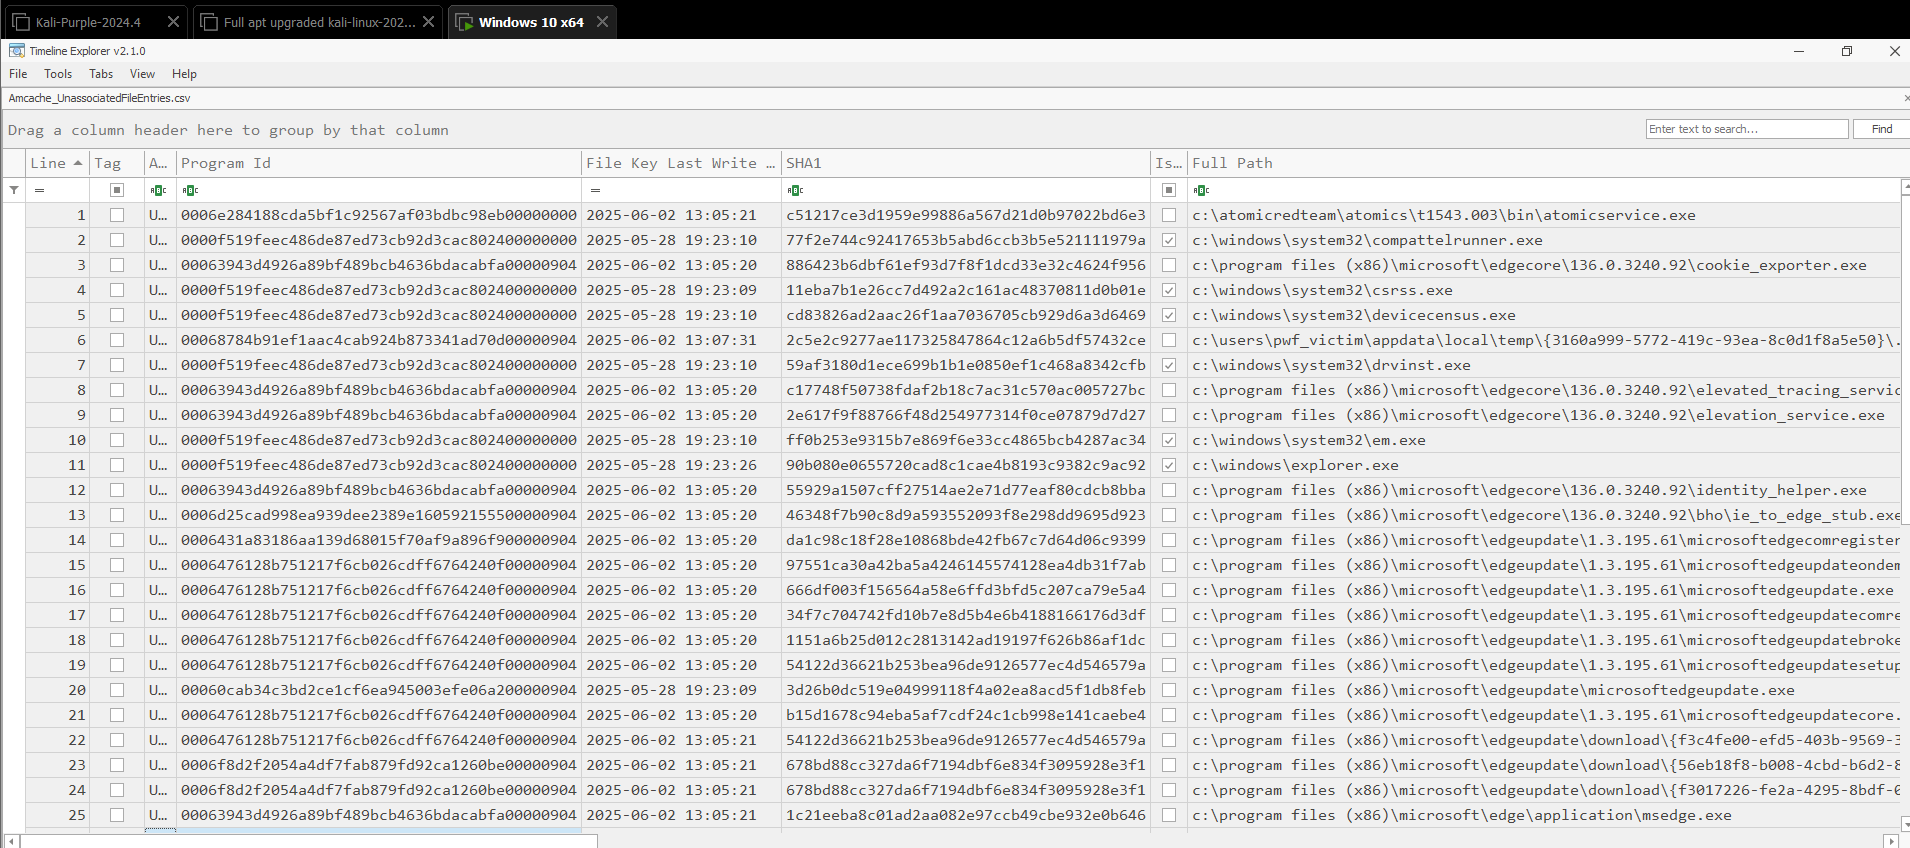 Kali-Purple-2024.4 Full apt upgraded kali-linux-202... Windows 10 x64
Timeline Explorer v2.1.0
File Tools Tabs View Help
Amcache_UnassociatedFileEntries.csv
Drag a column header here to group by that column Enter text to search... Find
Line Tag A... Program Id File Key Last Write ... SHA1 Is... Full Path
= = 
1 U... 0006e284188cda5bf1c92567af03bdbc98eb00000000 2025-06-02 13:05:21 c51217ce3d1959e99886a567d21d0b97022bd6e3 c:\atomicredteam\atomics\t1543.003\bin\atomicservice.exe
2 U... 0000f519feec486de87ed73cb92d3cac802400000000 2025-05-28 19:23:10 77f2e744c92417653b5abd6ccb3b5e521111979a c:\windows\system32\compattelrunner.exe
3 U... 00063943d4926a89bf489bcb4636bdacabfa00000904 2025-06-02 13:05:20 886423b6dbf61ef93d7f8f1dcd33e32c4624f956 c:\program files (x86)\microsoft\edgecore\136.0.3240.92\cookie_exporter.exe
4 U... 0000f519feec486de87ed73cb92d3cac802400000000 2025-05-28 19:23:09 11eba7b1e26cc7d492a2c161ac48370811d0b01e c:\windows\system32\csrss.exe
5 U... 0000f519feec486de87ed73cb92d3cac802400000000 2025-05-28 19:23:10 cd83826ad2aac26f1aa7036705cb929d6a3d6469 c:\windows\system32\devicecensus.exe
6 U... 00068784b91ef1aac4cab924b873341ad70d00000904 2025-06-02 13:07:31 2c5e2c9277ae117325847864c12a6b5df57432ce c:\users\pwf_victim\appdata\local\temp\{3160a999-5772-419c-93ea-8c0d1f8a5e50}\.
7 U... 0000f519feec486de87ed73cb92d3cac802400000000 2025-05-28 19:23:10 59af3180d1ece699b1b1e0850ef1c468a8342cfb c:\windows\system32\drvinst.exe
8 U... 00063943d4926a89bf489bcb4636bdacabfa00000904 2025-06-02 13:05:20 c17748f50738fdaf2b18c7ac31c570ac005727bc c:\program files (x86)\microsoft\edgecore\136.0.3240.92\elevated_tracing_servic
9 U... 00063943d4926a89bf489bcb4636bdacabfa00000904 2025-06-02 13:05:20 2e617f9f88766f48d254977314f0ce07879d7d27 c:\program files (x86)\microsoft\edgecore\136.0.3240.92\elevation_service.exe
10 U... 0000f519feec486de87ed73cb92d3cac802400000000 2025-05-28 19:23:10 ff0b253e9315b7e869f6e33cc4865bcb4287ac34 c:\windows\system32\em.exe
11 U... 0000f519feec486de87ed73cb92d3cac802400000000 2025-05-28 19:23:26 90b080e0655720cad8c1cae4b8193c9382c9ac92 c:\windows\explorer.exe
12 U... 00063943d4926a89bf489bcb4636bdacabfa00000904 2025-06-02 13:05:20 55929a1507cff27514ae2e71d77eaf80cdcb8bba c:\program files (x86)\microsoft\edgecore\136.0.3240.92\identity_helper.exe
13 U... 0006d25cad998ea939dee2389e160592155500000904 2025-06-02 13:05:20 46348f7b90c8d9a593552093f8e298dd9695d923 c:\program files (x86)\microsoft\edgecore\136.0.3240.92\bho\ie_to_edge_stub.exe
14 U... 0006431a83186aa139d68015f70af9a896f900000904 2025-06-02 13:05:20 da1c98c18f28e10868bde42fb67c7d64d06c9399 c:\program files (x86)\microsoft\edgeupdate\1.3.195.61\microsoftedgecomregister
15 U... 0006476128b751217f6cb026cdff6764240f00000904 2025-06-02 13:05:20 97551ca30a42ba5a4246145574128ea4db31f7ab c:\program files (x86)\microsoft\edgeupdate\1.3.195.61\microsoftedgeupdateondem
16 U... 0006476128b751217f6cb026cdff6764240f00000904 2025-06-02 13:05:20 666df003f156564a58e6ffd3bfd5c207ca79e5a4 c:\program files (x86)\microsoft\edgeupdate\1.3.195.61\microsoftedgeupdate.exe
17 U... 0006476128b751217f6cb026cdff6764240f00000904 2025-06-02 13:05:20 34f7c704742fd10b7e8d5b4e6b4188166176d3df c:\program files (x86)\microsoft\edgeupdate\1.3.195.61\microsoftedgeupdatecomre
18 U... 0006476128b751217f6cb026cdff6764240f00000904 2025-06-02 13:05:20 1151a6b25d012c2813142ad19197f626b86af1dc c:\program files (x86)\microsoft\edgeupdate\1.3.195.61\microsoftedgeupdatebroke
19 U... 0006476128b751217f6cb026cdff6764240f00000904 2025-06-02 13:05:20 54122d36621b253bea96de9126577ec4d546579a c:\program files (x86)\microsoft\edgeupdate\1.3.195.61\microsoftedgeupdatesetup
20 U... 00060cab34c3bd2ce1cf6ea945003efe06a200000904 2025-05-28 19:23:09 3d26b0dc519e04999118f4a02ea8acd5f1db8feb c:\program files (x86)\microsoft\edgeupdate\microsoftedgeupdate.exe
21 U... 0006476128b751217f6cb026cdff6764240f00000904 2025-06-02 13:05:20 b15d1678c94eba5af7cdf24c1cb998e141caebe4 c:\program files (x86)\microsoft\edgeupdate\1.3.195.61\microsoftedgeupdatecore.
22 U... 0006476128b751217f6cb026cdff6764240f00000904 2025-06-02 13:05:21 54122d36621b253bea96de9126577ec4d546579a c:\program files (x86)\microsoft\edgeupdate\download\{f3c4fe00-efd5-403b-9569-3
23 U... 0006f8d2f2054a4df7fab879fd92ca1260be00000904 2025-06-02 13:05:21 678bd88cc327da6f7194dbf6e834f3095928e3f1 c:\program files (x86)\microsoft\edgeupdate\download\{56eb18f8-b008-4cbd-b6d2-8
24 U... 0006f8d2f2054a4df7fab879fd92ca1260be00000904 2025-06-02 13:05:21 678bd88cc327da6f7194dbf6e834f3095928e3f1 c:\program files (x86)\microsoft\edgeupdate\download\{f3017226-fe2a-4295-8bdf-0
25 U... 00063943d4926a89bf489bcb4636bdacabfa00000904 2025-06-02 13:05:21 1c21eeba8c01ad2aa082e97ccb49cbe932e0b646 c:\program files (x86)\microsoft\edge\application\msedge.exe